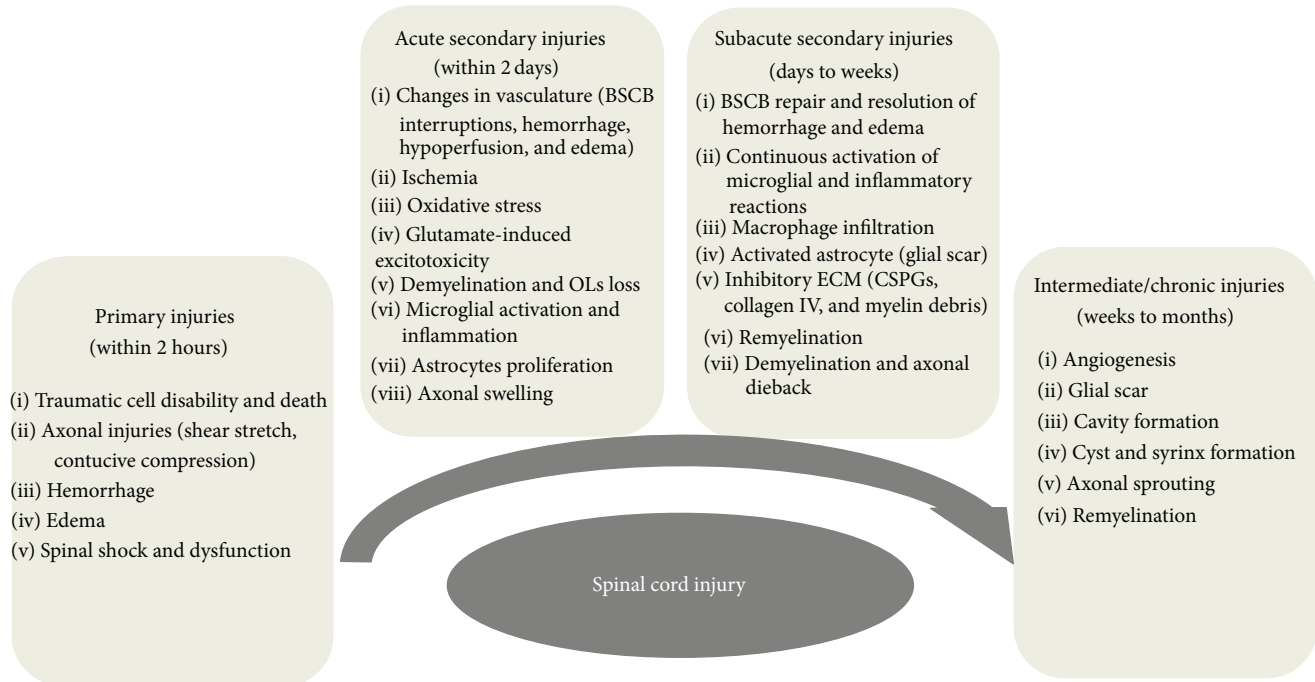 Primary injuries
(within 2 hours)
(i) Traumatic cell disability and death
(ii) Axonal injuries (shear stretch,
contucive compression)
(iii) Hemorrhage
(iv) Edema
(v) Spinal shock and dysfunction
Acute secondary injuries
(within 2 days)
(i) Changes in vasculature (BSCB
interruptions, hemorrhage,
hypoperfusion, and edema)
(ii) Ischemia
(iii) Oxidative stress
(iv) Glutamate-induced
excitotoxicity
(v) Demyelination and OLs loss
(vi) Microglial activation and
inflammation
(vii) Astrocytes proliferation
(viii) Axonal swelling
Subacute secondary injuries
(days to weeks)
(i) BSCB repair and resolution of
hemorrhage and edema
(ii) Continuous activation of
microglial and inflammatory
reactions
(iii) Macrophage infiltration
(iv) Activated astrocyte (glial scar)
(v) Inhibitory ECM (CSPGs,
collagen IV, and myelin debris)
(vi) Remyelination
(vii) Demyelination and axonal
dieback
Intermediate/chronic injuries
(weeks to months)
(i) Angiogenesis
(ii) Glial scar
(iii) Cavity formation
(iv) Cyst and syrinx formation
(v) Axonal sprouting
(vi) Remyelination
Spinal cord injury